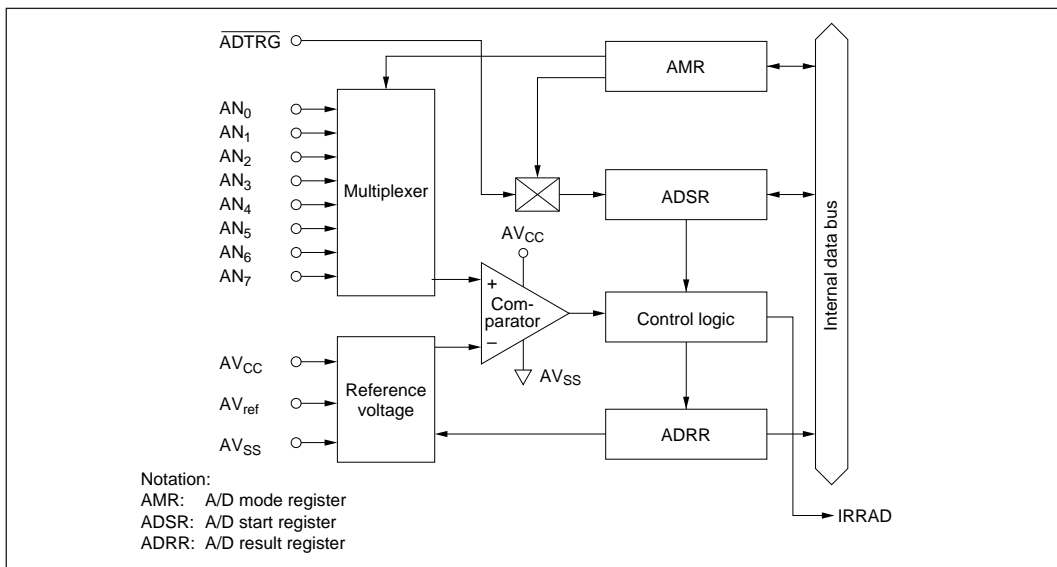 ADTRG
AMR
AN0
AN1
AN2
AN3
AN4
AN5
AN6
AN7
Multiplexer
ADSR
Internal data bus
AVCC
+
Com-
parator
–
AVSS
Control logic
AVCC
AVref
AVSS
Reference
voltage
ADRR
IRRAD
Notation:
AMR: A/D mode register
ADSR: A/D start register
ADRR: A/D result register